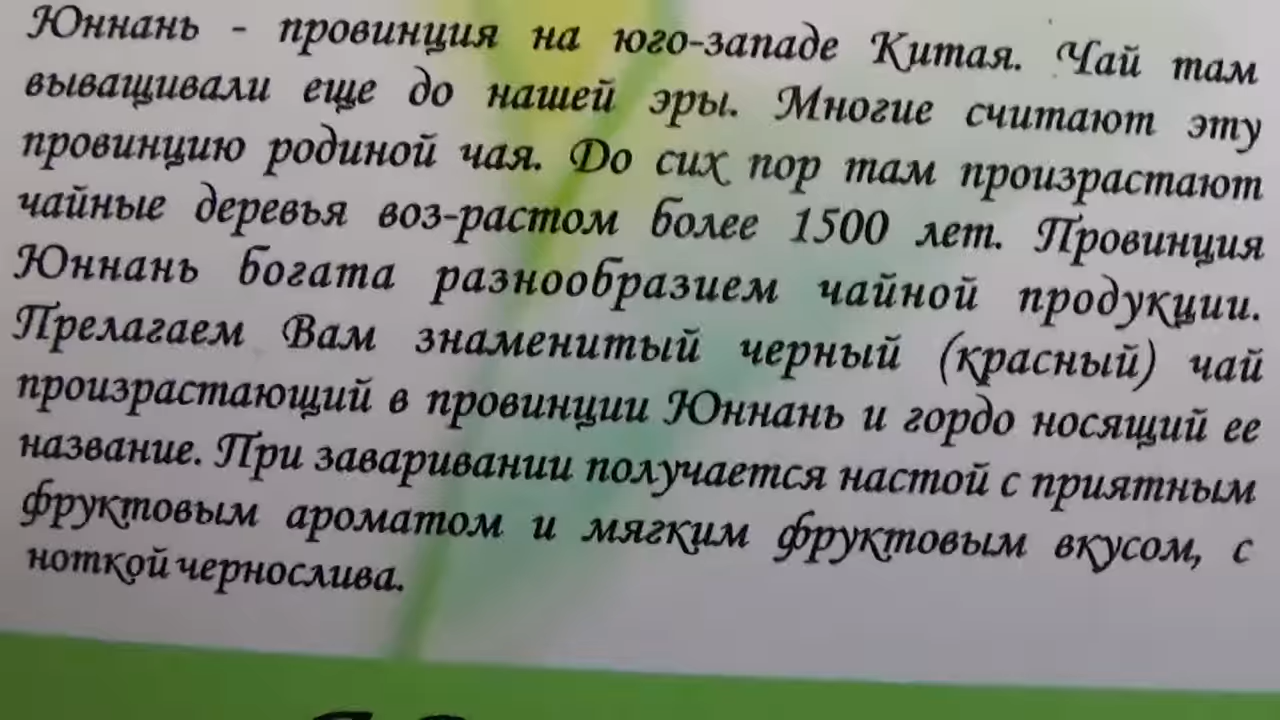 Юннань - провинция на юго-западе Китая. Чай там
выващивали еще до нашей эры. Многие считают эту
провинцию родиной чая. До сих пор там произрастают
чайные деревья воз-растом более 1500 лет. Провинция
Юннань богата разнообразием чайной продукции.
Прелагаем Вам знаменитый черный (красный) чай
произрастающий в провинции Юннань и гордо носящий ее
название. При заваривании получается настой с приятным
фруктовым ароматом и мягким фруктовым вкусом, с
ноткой чернослива.